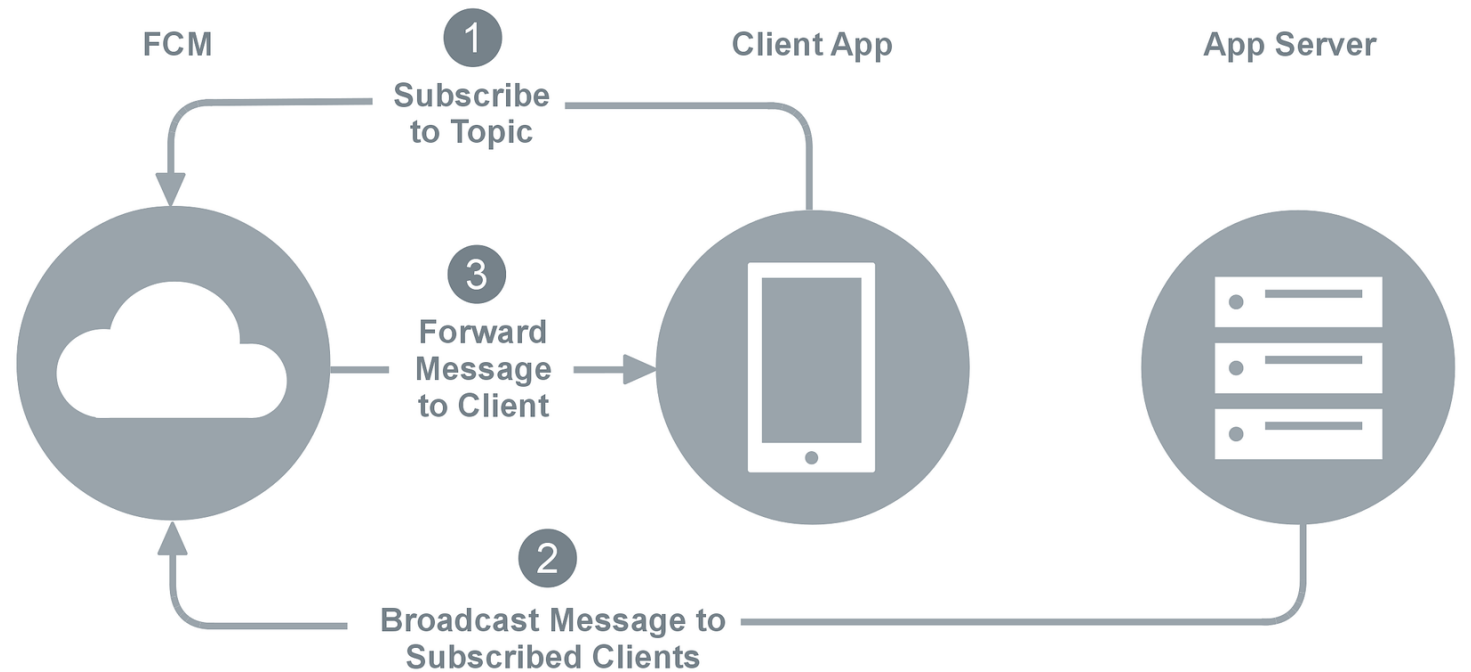 FCM
1
Client App
App Server
Subscribe
to Topic
3
Forward
Message
to Client
2
Broadcast Message to
Subscribed Clients